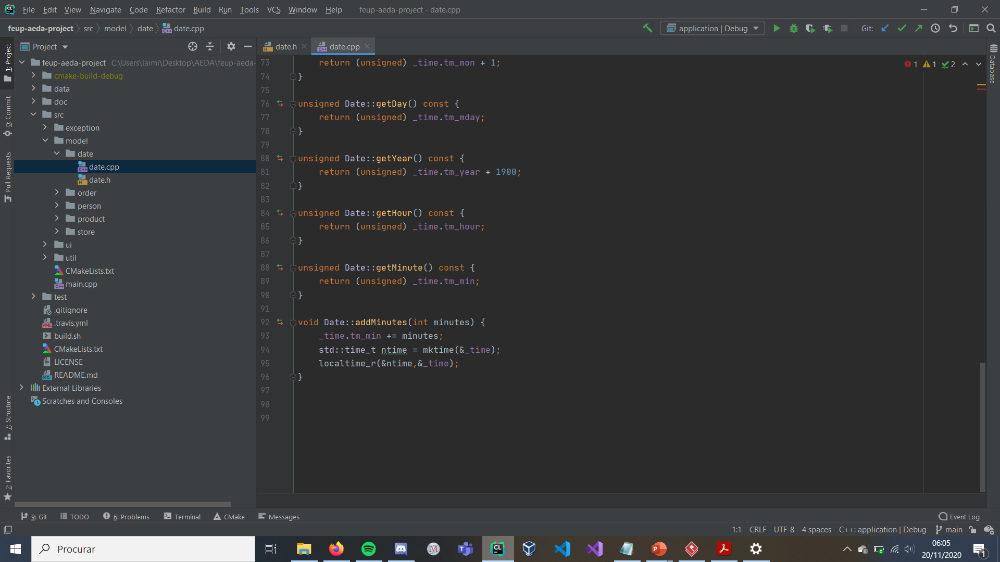 File Edit View Navigate Code Refactor Build Run Tools VCS Window Help feup-aeda-project - date.cpp
feup-aeda-project src model date date.cpp
application | Debug
Git:
1: Project
0: Commit
Pull Requests
7: Structure
2: Favorites
Project
feup-aeda-project C:\Users\laimi\Desktop\AEDA\feup-aeda-
cmake-build-debug
data
doc
src
exception
model
date
date.cpp
date.h
order
person
product
store
ui
util
CMakeLists.txt
main.cpp
test
.gitignore
.travis.yml
build.sh
CMakeLists.txt
LICENSE
README.md
External Libraries
Scratches and Consoles
date.h date.cpp
1 1 2
Database
73 return (unsigned) _time.tm_mon + 1;
74 }
75
76 unsigned Date::getDay() const {
77 return (unsigned) _time.tm_mday;
78 }
79
80 unsigned Date::getYear() const {
81 return (unsigned) _time.tm_year + 1900;
82 }
83
84 unsigned Date::getHour() const {
85 return (unsigned) _time.tm_hour;
86 }
87
88 unsigned Date::getMinute() const {
89 return (unsigned) _time.tm_min;
90 }
91
92 void Date::addMinutes(int minutes) {
93 _time.tm_min += minutes;
94 std::time_t ntime = mktime(&_time);
95 localtime_r(&ntime,&_time);
96 }
97
98
99
9: Git TODO 6: Problems Terminal CMake Messages Event Log
1:1 CRLF UTF-8 4 spaces C++: application | Debug main
Procurar
06:05
20/11/2020
1